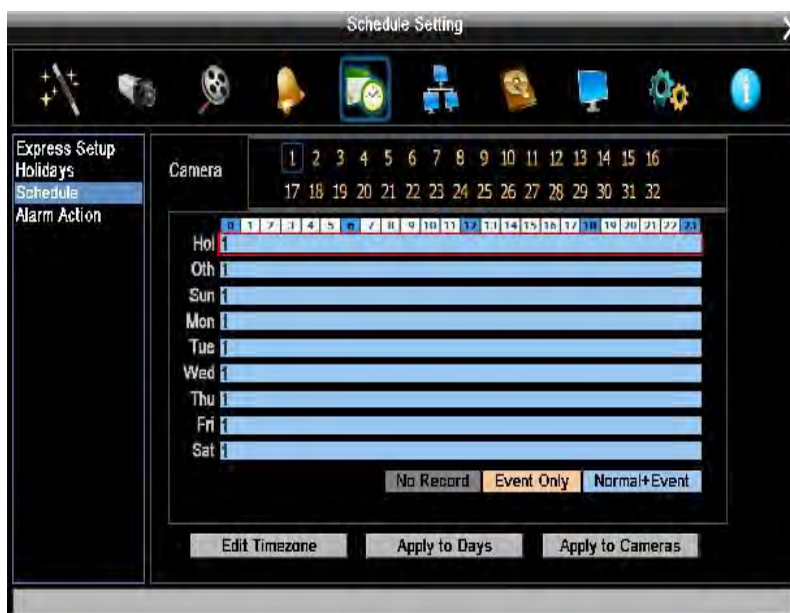 Schedule Setting
X
Express Setup
Holidays
Schedule
Alarm Action
Camera
1 2 3 4 5 6 7 8 9 10 11 12 13 14 15 16
17 18 19 20 21 22 23 24 25 26 27 28 29 30 31 32
0 1 2 3 4 5 6 7 8 9 10 11 12 13 14 15 16 17 18 19 20 21 22 23
Hol 1
Oth 1
Sun 1
Mon 1
Tue 1
Wed 1
Thu 1
Fri 1
Sat 1
No Record Event Only Normal+Event
Edit Timezone Apply to Days Apply to Cameras